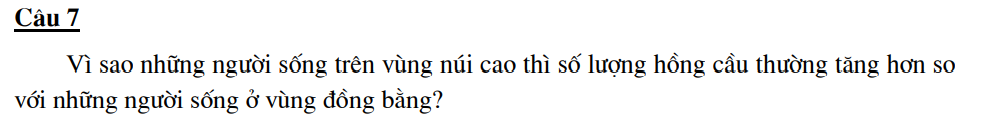 Câu 7
Vì sao những người sống trên vùng núi cao thì số lượng hồng cầu thường tăng hơn so
với những người sống ở vùng đồng bằng?